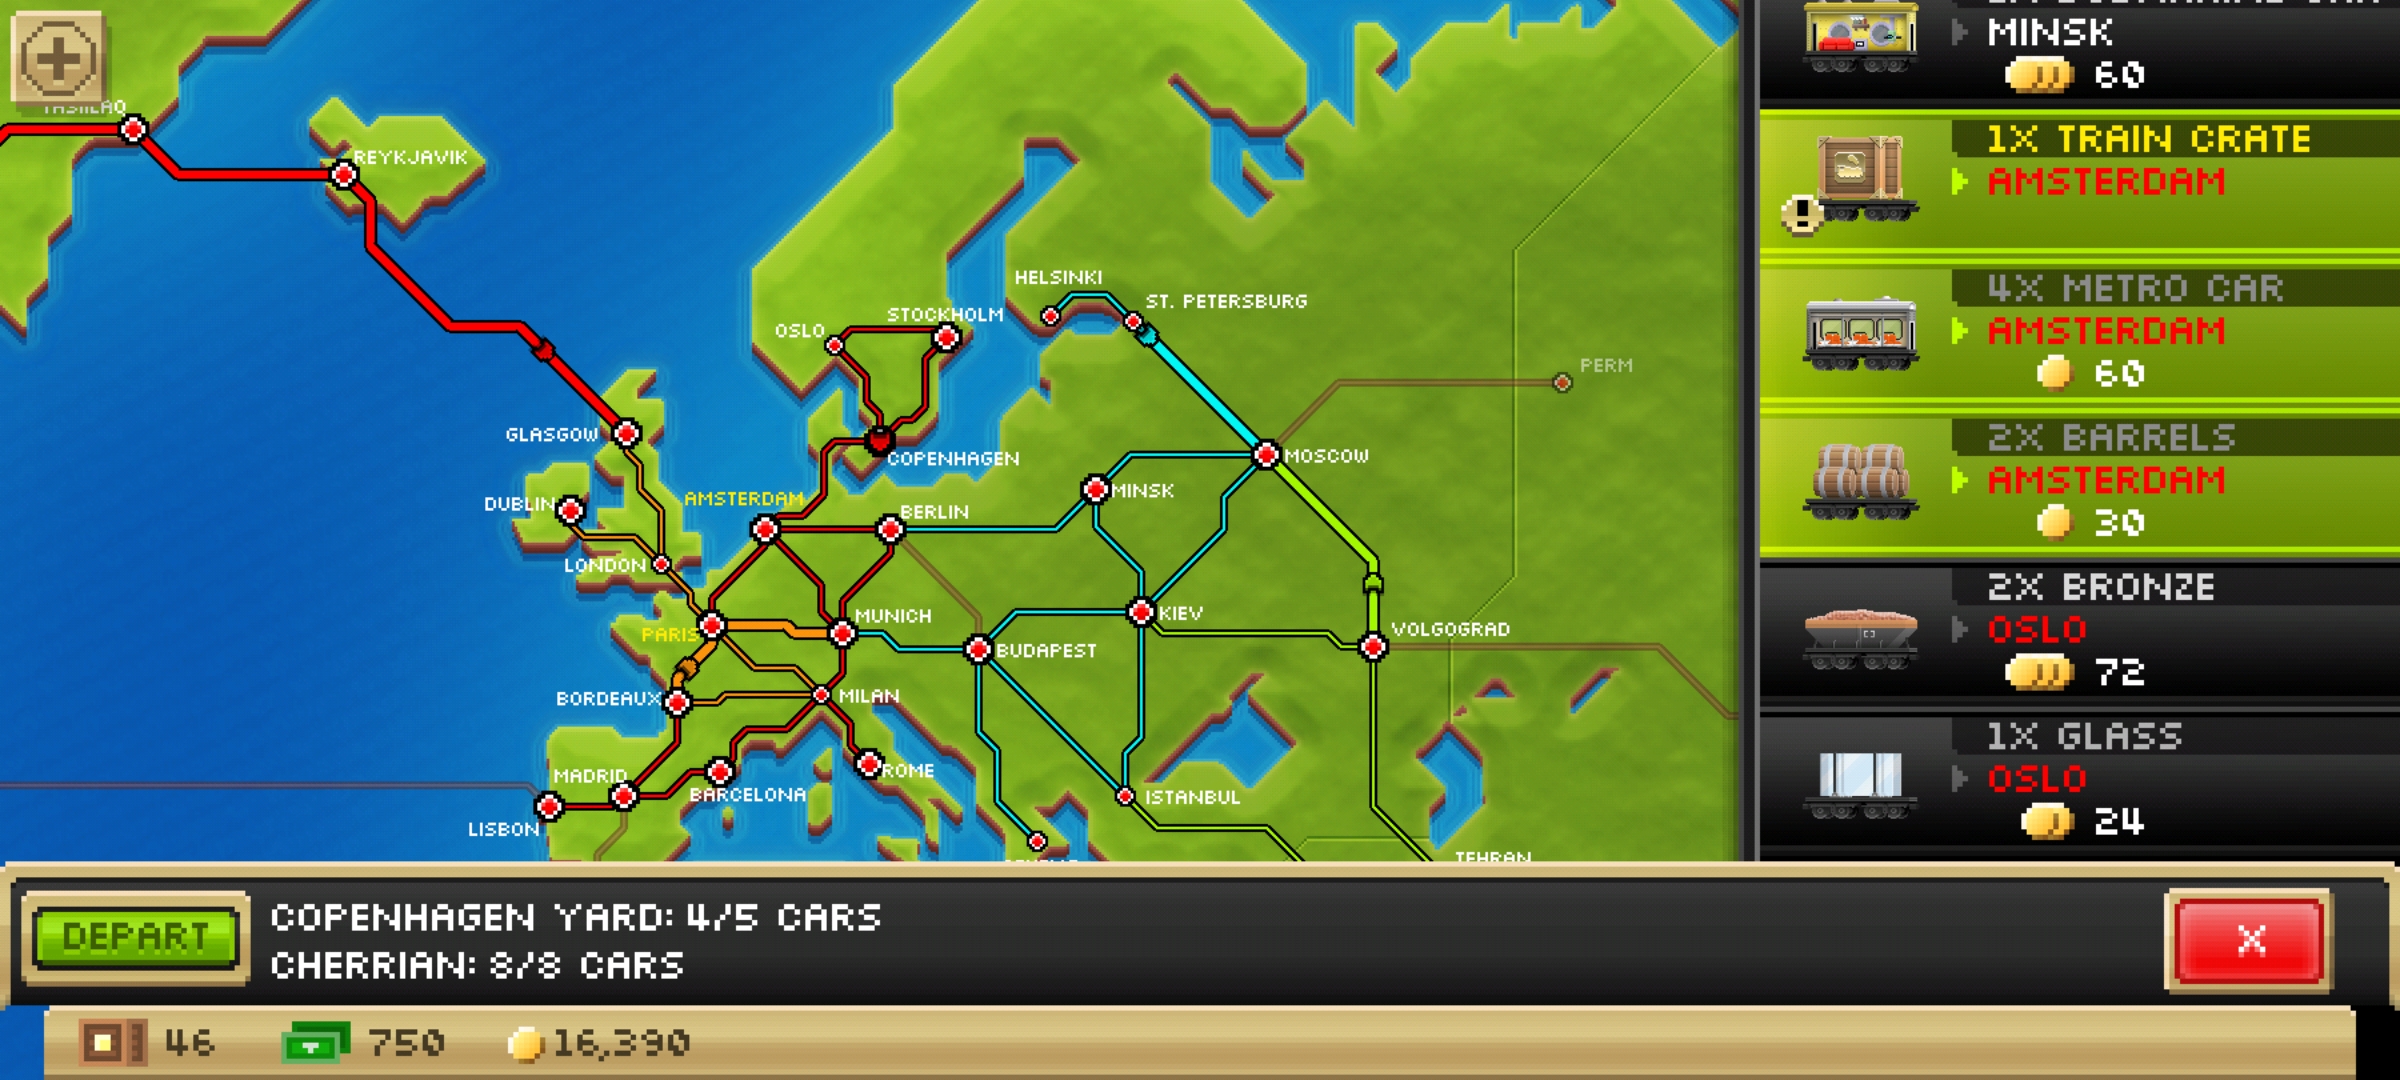 REYKJAVIK
HELSINKI
ST. PETERSBURG
STOCKHOLM
OSLO
PERM
GLASGOW
COPENHAGEN
MOSCOW
AMSTERDAM
MINSK
DUBLIN
BERLIN
LONDON
MUNICH
KIEV
PARIS
VOLGOGRAD
BUDAPEST
BORDEAUX
MILAN
MADRID
ROME
BARCELONA
ISTANBUL
LISBON
TEHRAN
MINSK
60
1X TRAIN CRATE
AMSTERDAM
4X METRO CAR
AMSTERDAM
60
2X BARRELS
AMSTERDAM
30
2X BRONZE
OSLO
72
1X GLASS
OSLO
24
DEPART
COPENHAGEN YARD: 4/5 CARS
CHERRIAN: 8/8 CARS
X
46
750
16,390